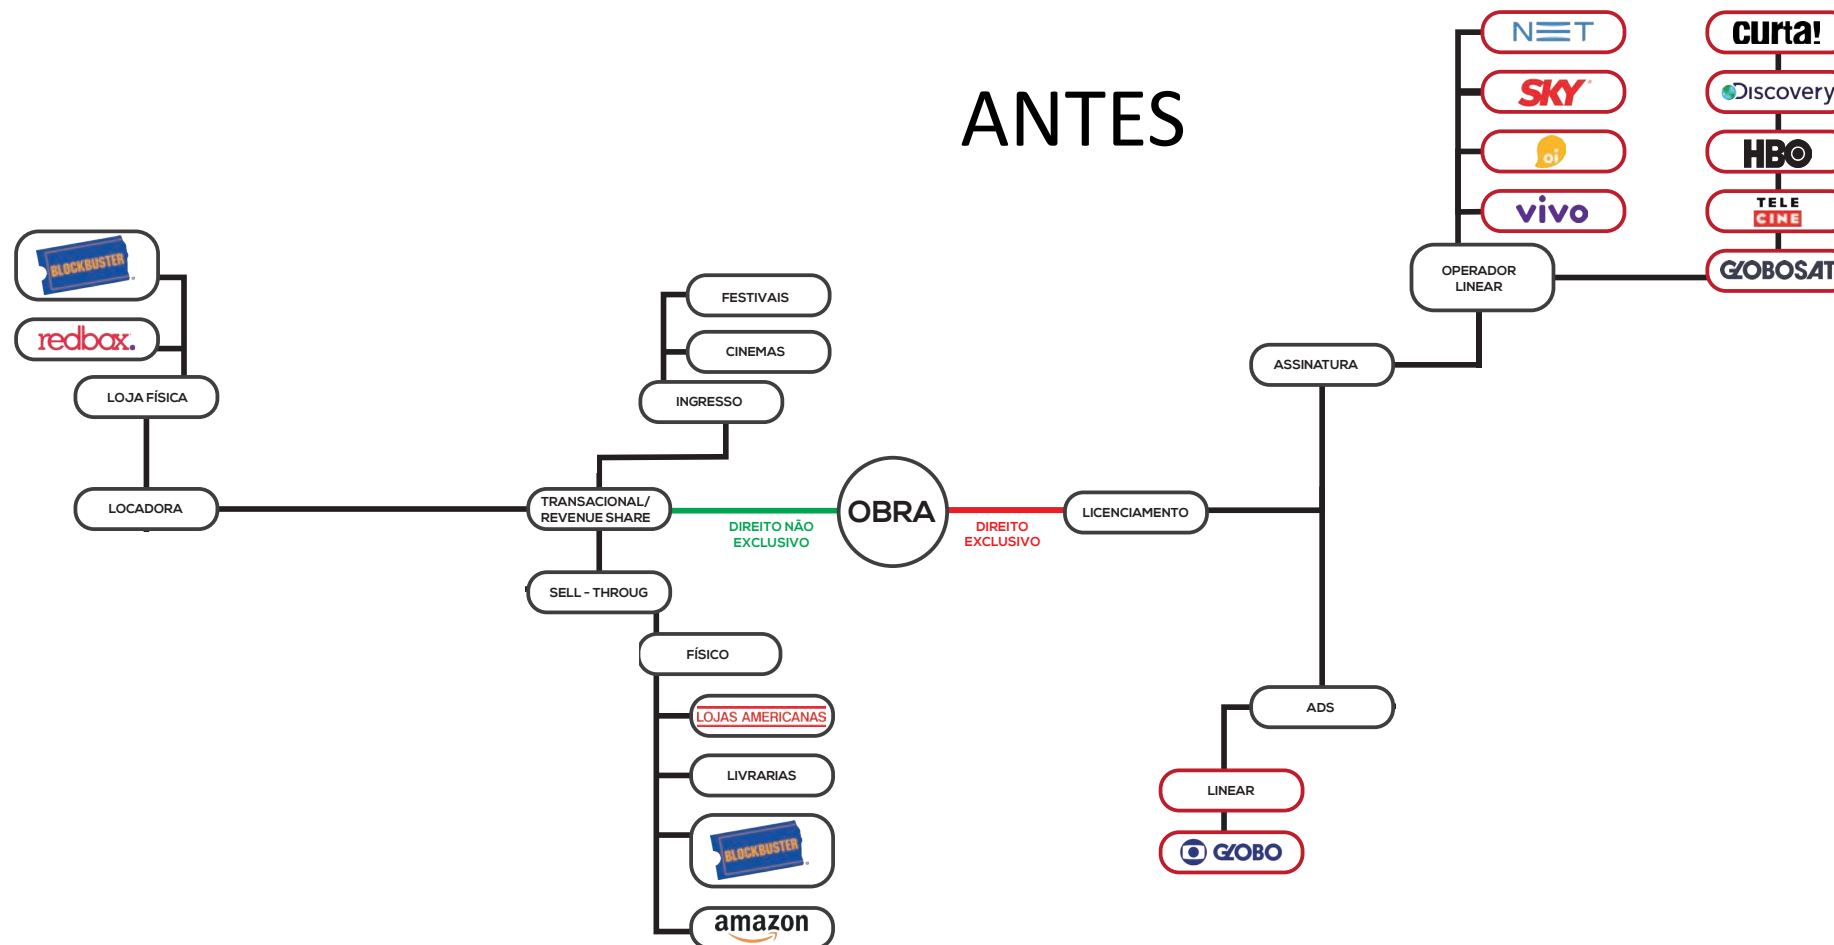 NET
curta!
ANTES
SKY
Discovery
oi
HBO
vivo
TELE
CINE
BLOCKBUSTER
OPERADOR
LINEAR
GLOBOSAT
FESTIVAIS
redbox.
CINEMAS
ASSINATURA
LOJA FÍSICA
INGRESSO
LOCADORA
TRANSACIONAL/
REVENUE SHARE
DIREITO NÃO
EXCLUSIVO
OBRA
DIREITO
EXCLUSIVO
LICENCIAMENTO
SELL - THROUG
FÍSICO
LOJAS AMERICANAS
ADS
LIVRARIAS
LINEAR
BLOCKBUSTER
GLOBO
amazon